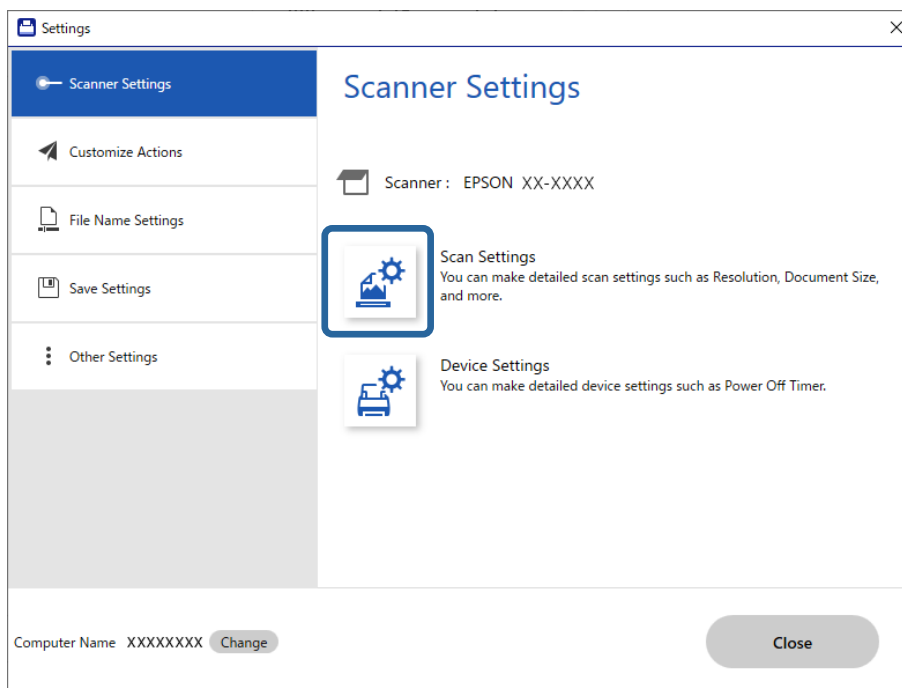 Settings
Scanner Settings
Customize Actions
File Name Settings
Save Settings
Other Settings
Scanner Settings
Scanner : EPSON XX-XXXX
Scan Settings
You can make detailed scan settings such as Resolution, Document Size,
and more.
Device Settings
You can make detailed device settings such as Power Off Timer.
Computer Name XXXXXXXX Change
Close